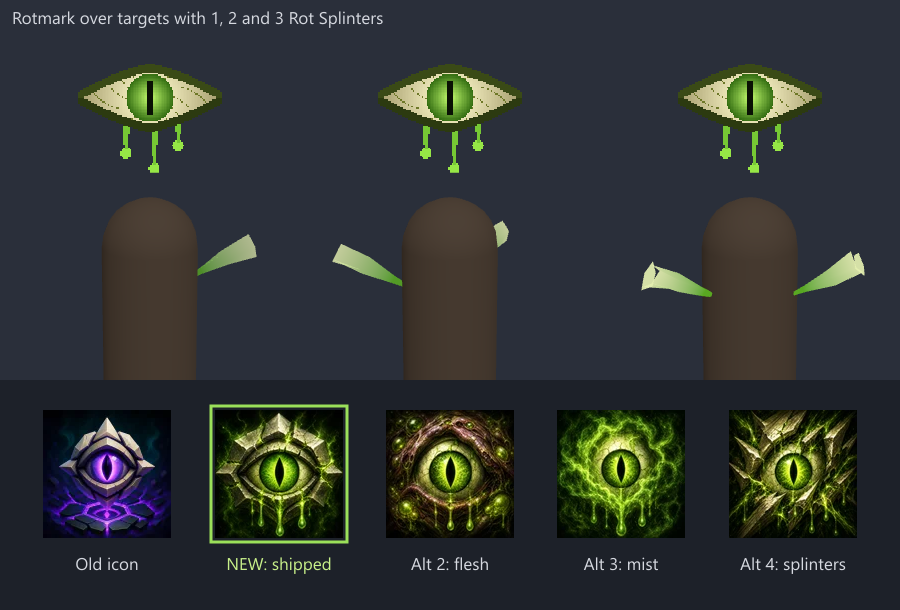 Rotmark over targets with 1, 2 and 3 Rot Splinters
Old icon
NEW: shipped
Alt 2: flesh
Alt 3: mist
Alt 4: splinters